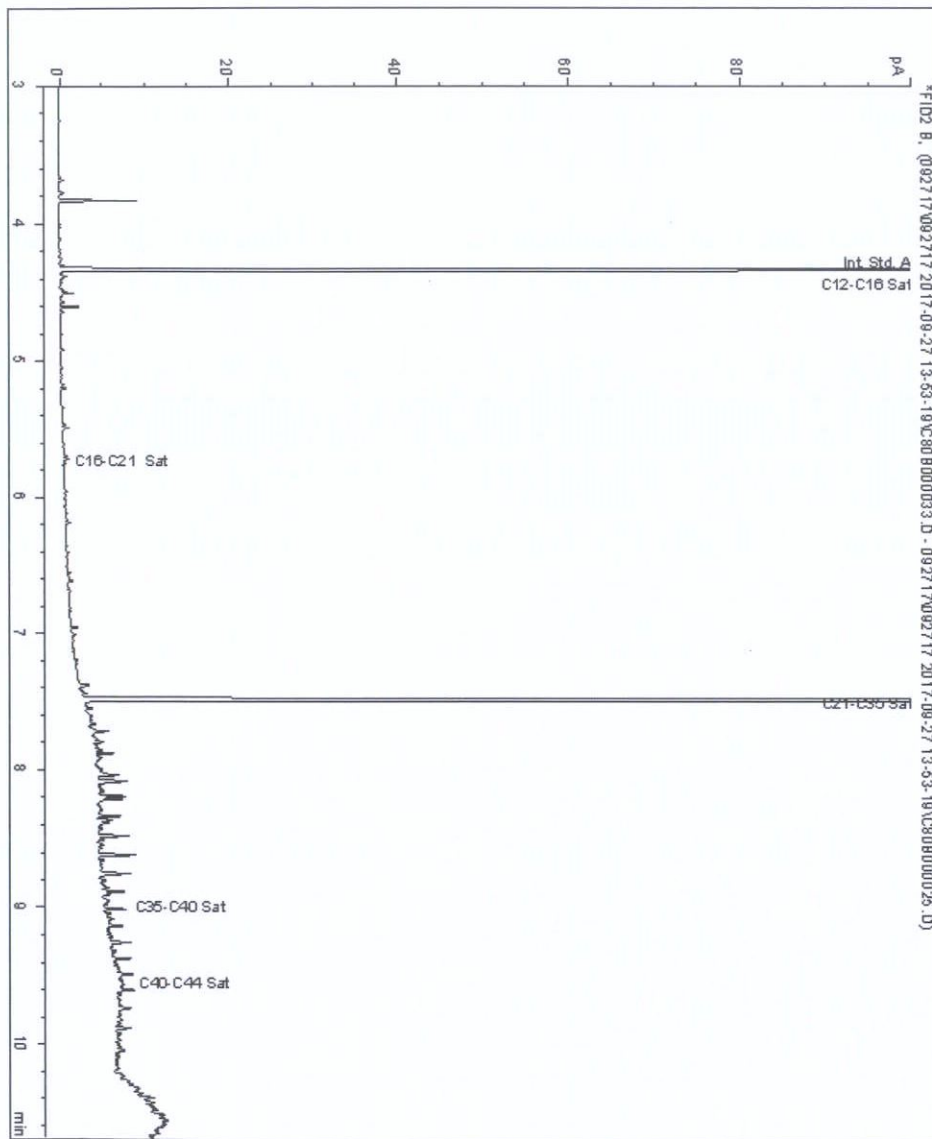 *FID2 B, (092717\092717 2017-09-27 13-53-19\C80B000033.D - 092717\092717 2017-09-27 13-53-19\C80B000025.D)
pA
80
60
40
20
0
Int. Std. A
C12-C16 Sat
C16-C21 Sat
C21-C35 Sat
C35-C40 Sat
C40-C44 Sat
3
4
5
6
7
8
9
10
min